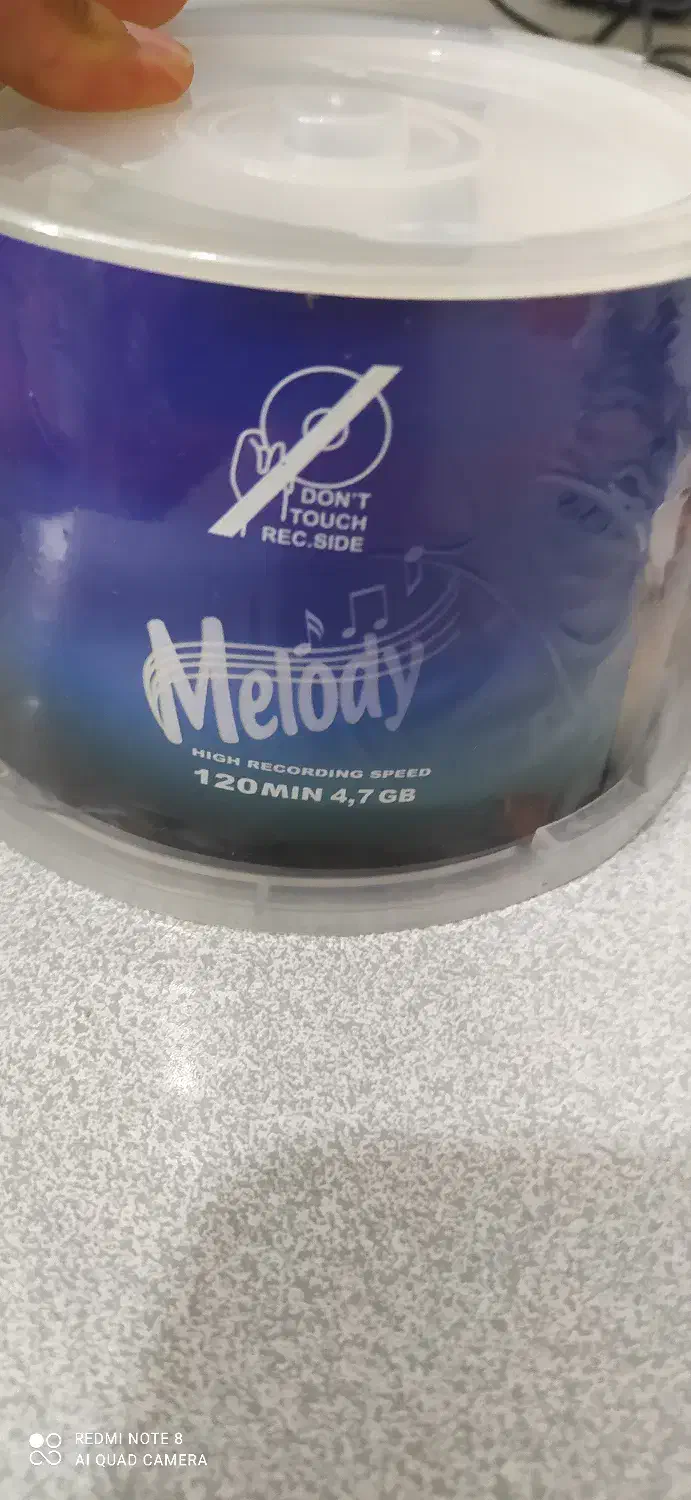 DON'T
TOUCH
REC.SIDE
Melody
HIGH RECORDING SPEED
120MIN 4,7GB
REDMI NOTE 8
AI QUAD CAMERA